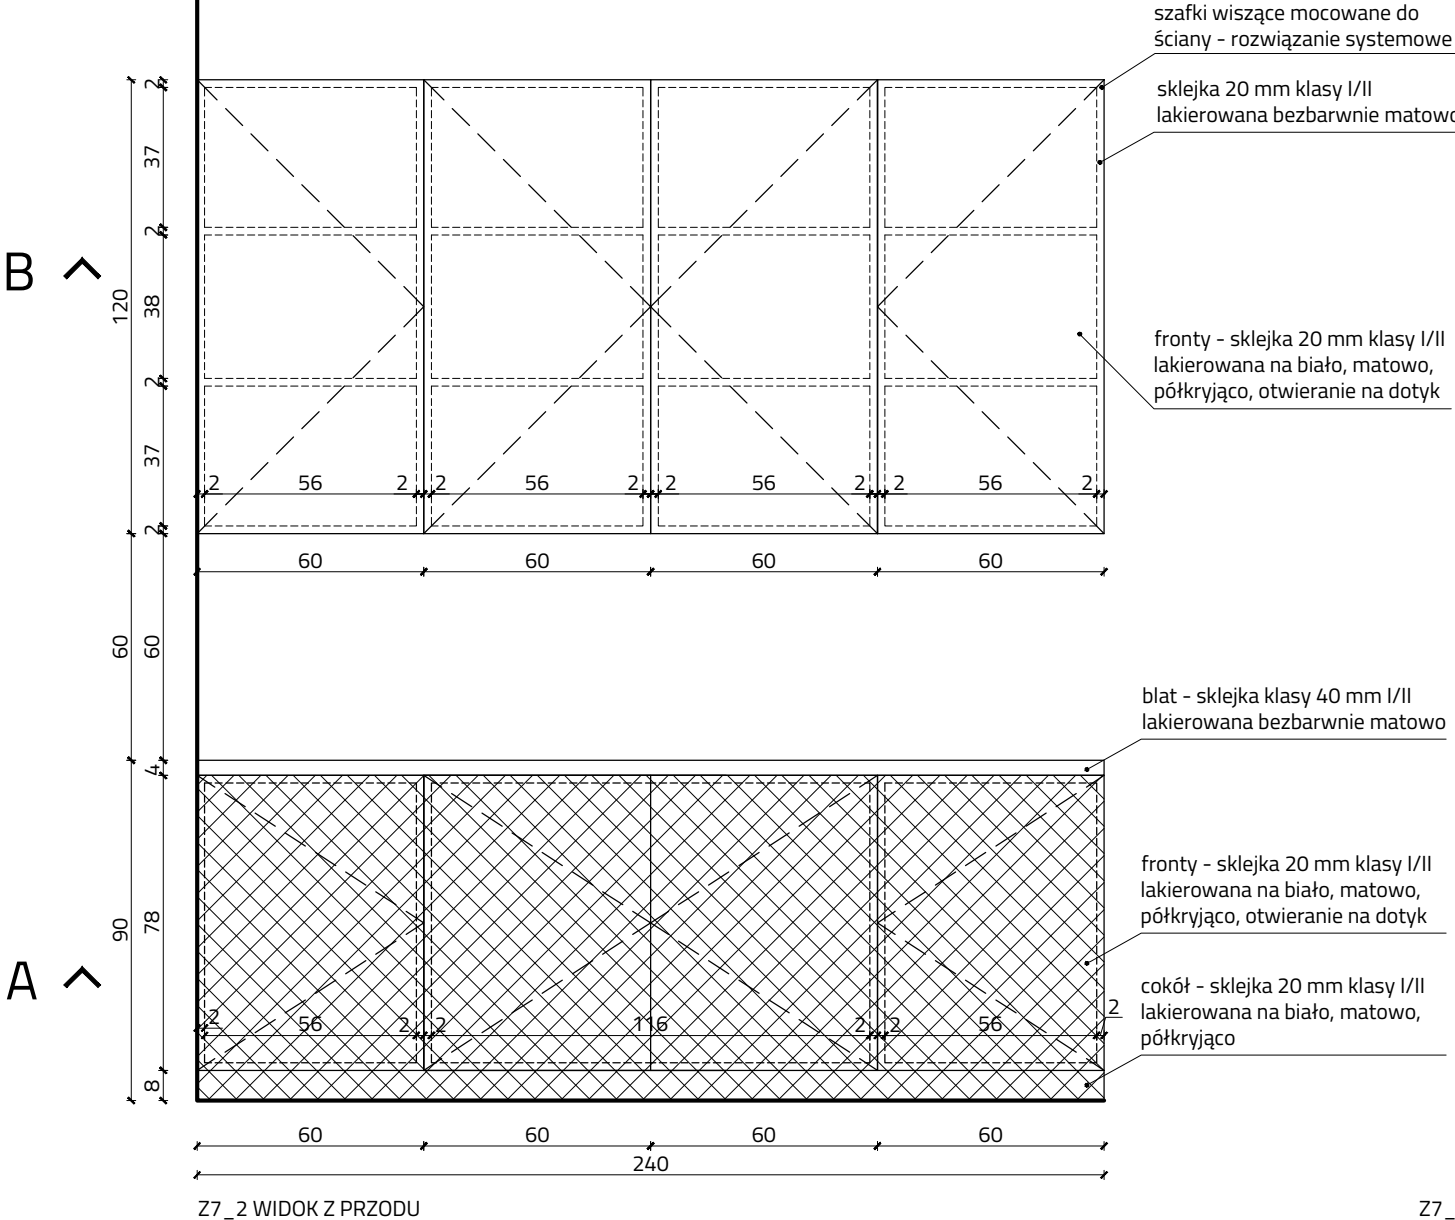 szafki wiszące mocowane do
ściany - rozwiązanie systemowe
sklejka 20 mm klasy I/II
lakierowana bezbarwnie matowo
2
37
2
38
2
37
2
120
B
fronty - sklejka 20 mm klasy I/II
lakierowana na biało, matowo,
półkryjąco, otwieranie na dotyk
2 56 2 2 56 2 2 56 2 2 56 2
60 60 60 60
60 60
blat - sklejka klasy 40 mm I/II
lakierowana bezbarwnie matowo
4
78
90
8
A
fronty - sklejka 20 mm klasy I/II
lakierowana na biało, matowo,
półkryjąco, otwieranie na dotyk
cokół - sklejka 20 mm klasy I/II
lakierowana na biało, matowo,
półkryjąco
2 56 2 2 116 2 2 56 2
60 60 60 60
240
Z7_2 WIDOK Z PRZODU
Z7_